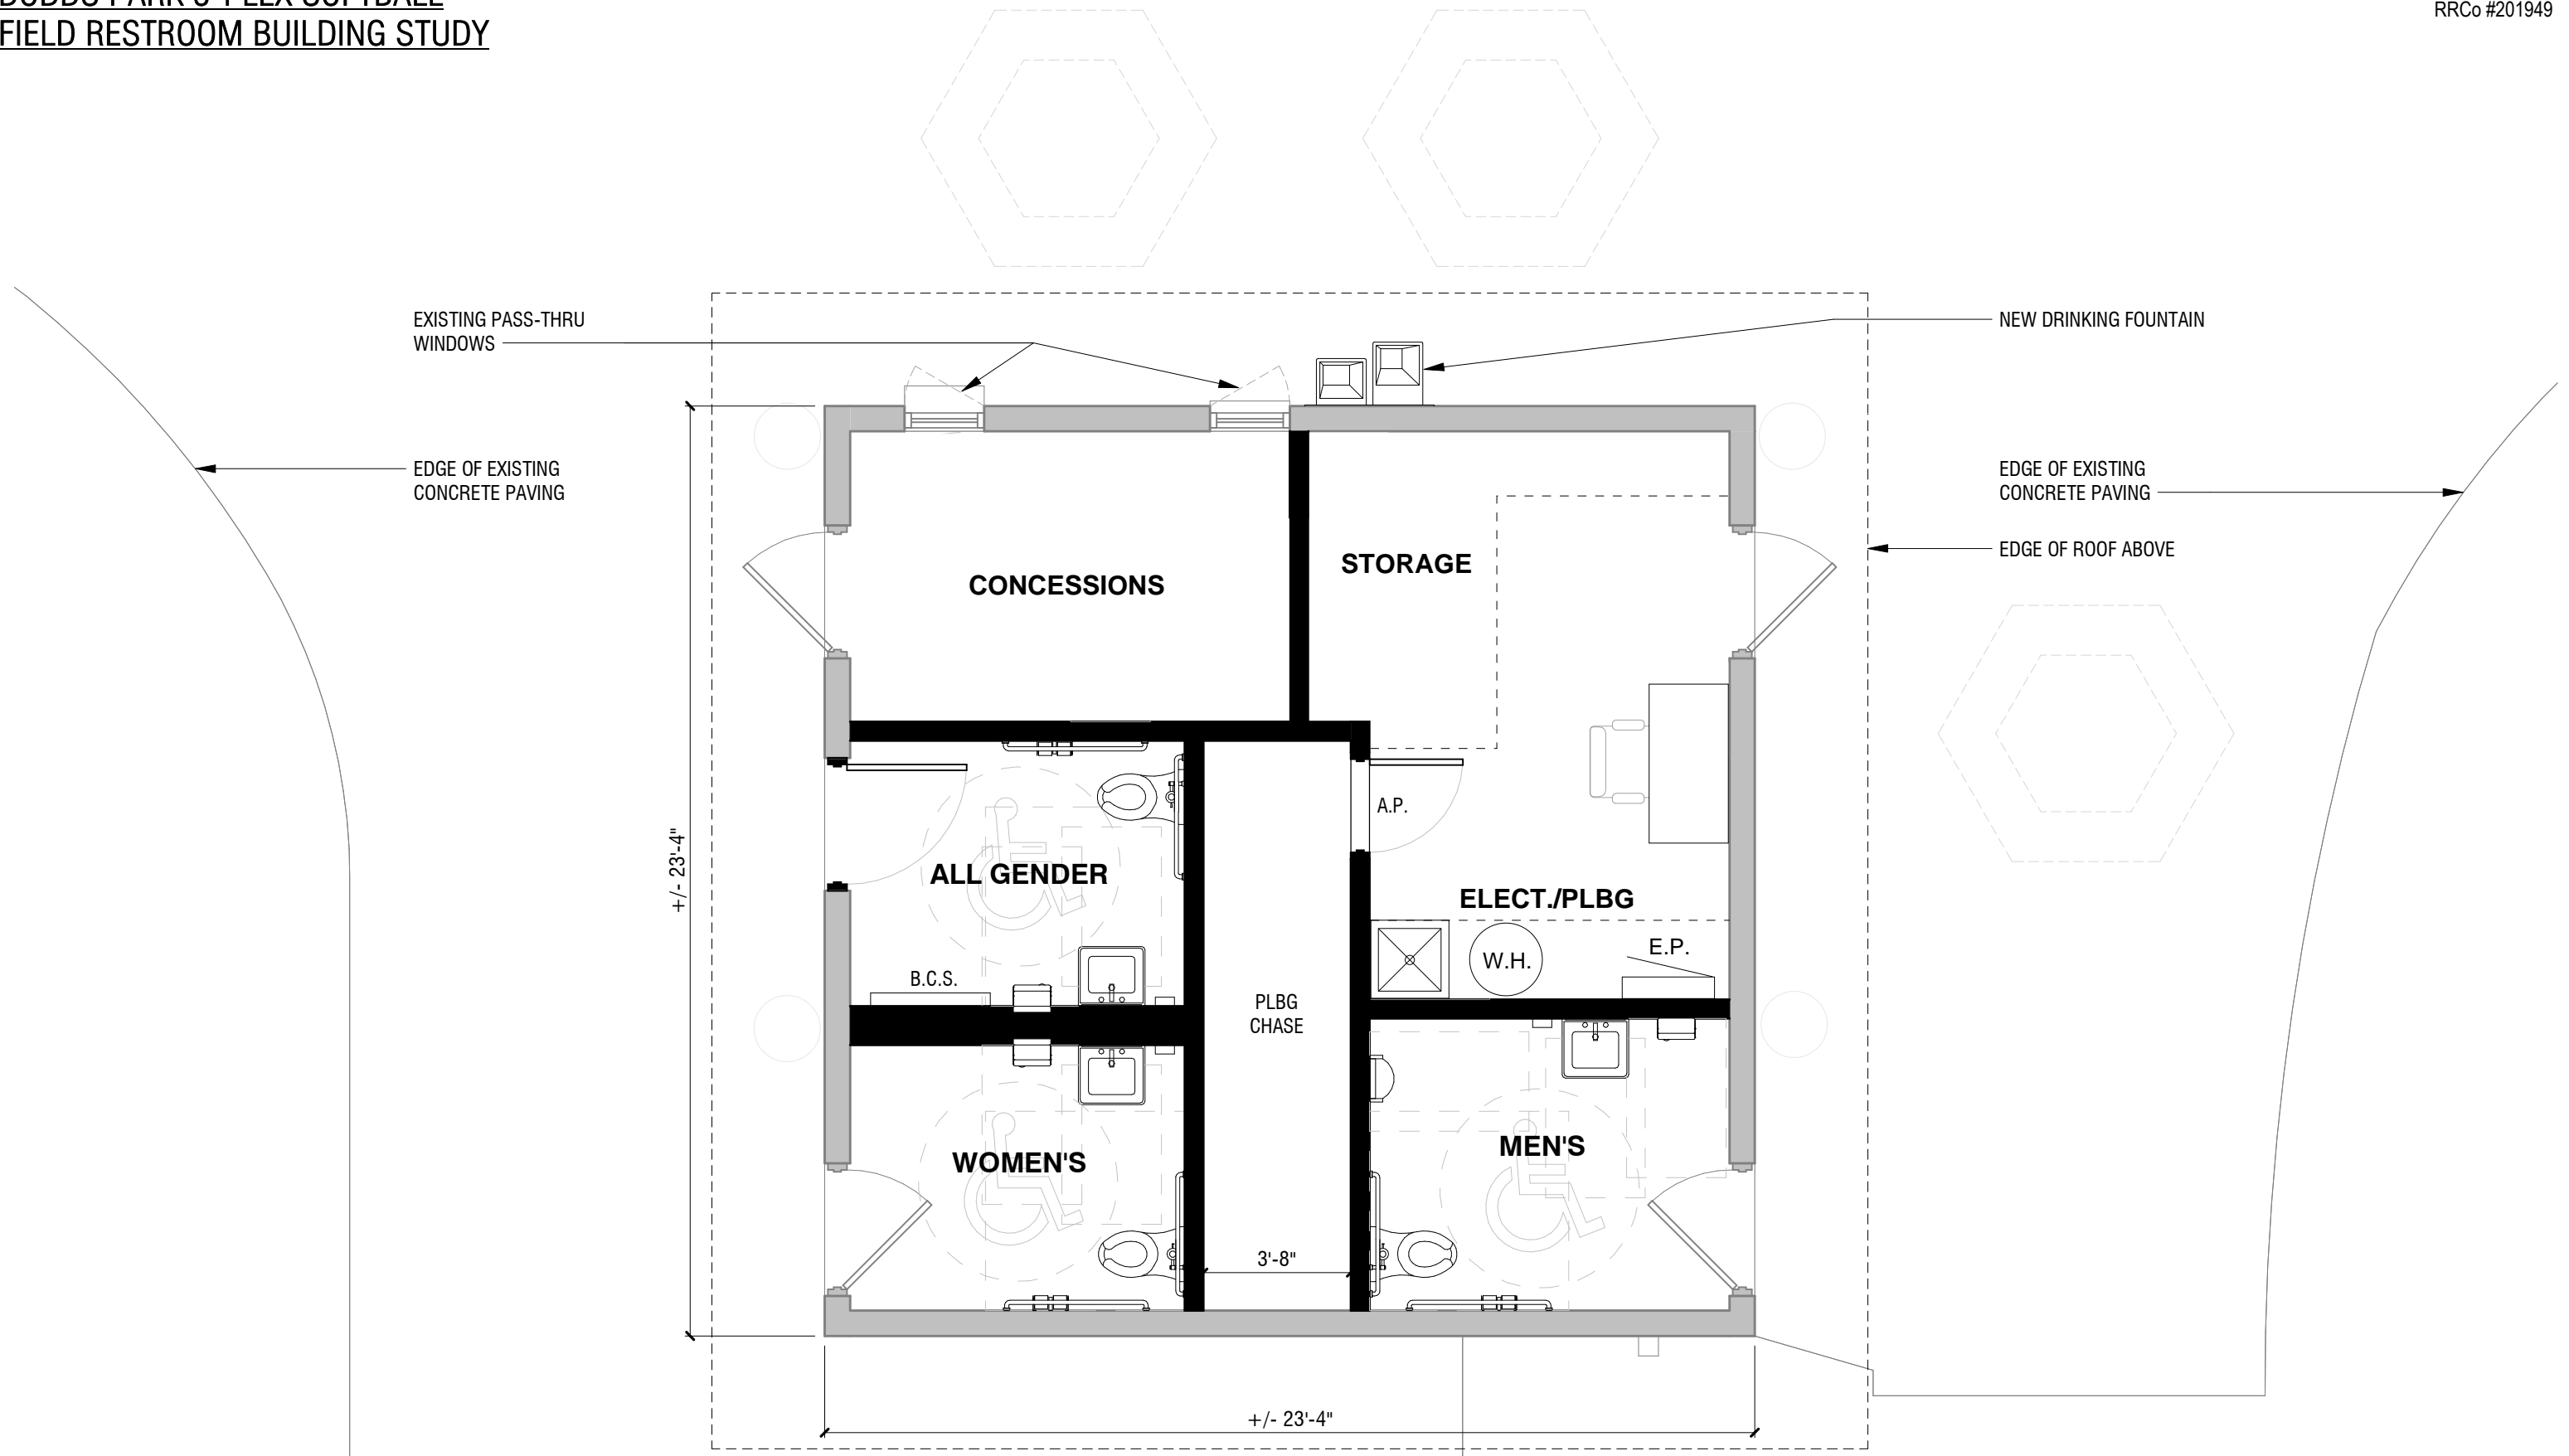 FIELD RESTROOM BUILDING STUDY
RRCo #201949
EXISTING PASS-THRU
WINDOWS
NEW DRINKING FOUNTAIN
EDGE OF EXISTING
CONCRETE PAVING
EDGE OF EXISTING
CONCRETE PAVING
EDGE OF ROOF ABOVE
CONCESSIONS
STORAGE
A.P.
+/- 23'-4"
ALL GENDER
ELECT./PLBG
B.C.S.
W.H.
E.P.
PLBG
CHASE
WOMEN'S
MEN'S
3'-8"
+/- 23'-4"